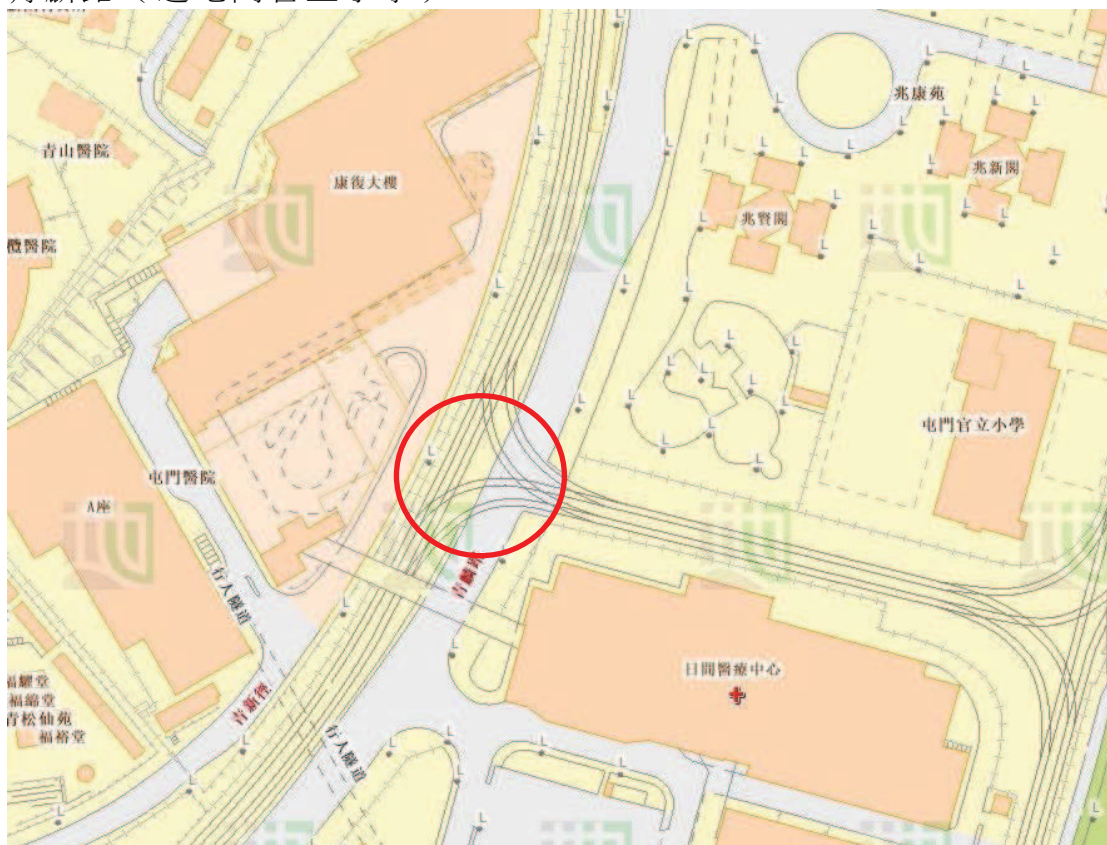 兆康苑
青山醫院
康復大樓
兆新閣
兆賢閣
醫院
屯門官立小學
屯門醫院
A座
青麟路
行人隧道
日間醫療中心
福耀堂
福綿堂
青松仙苑
福裕堂
青新徑
行人隧道
L